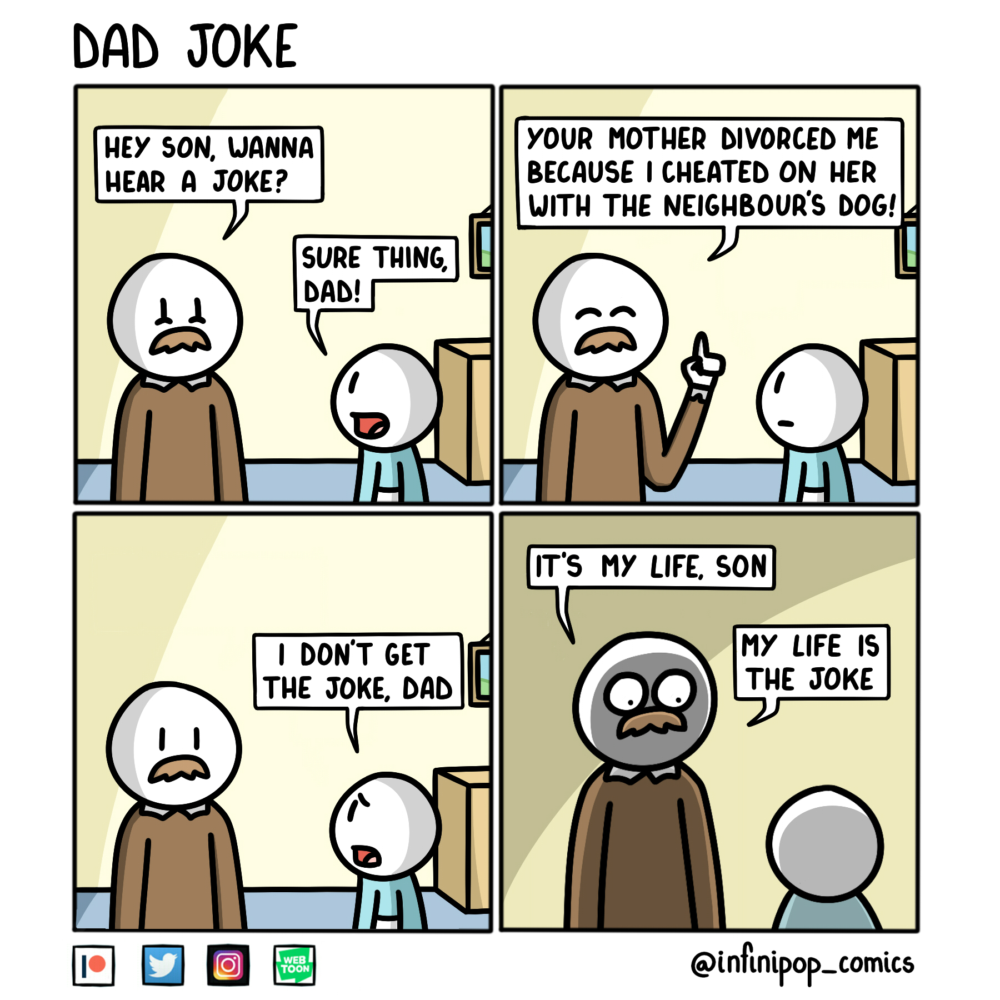 DAD JOKE
HEY SON, WANNA
HEAR A JOKE?
SURE THING,
DAD!
YOUR MOTHER DIVORCED ME
BECAUSE I CHEATED ON HER
WITH THE NEIGHBOUR'S DOG!
I DON'T GET
THE JOKE, DAD
IT'S MY LIFE, SON
MY LIFE IS
THE JOKE
WEB
TOON
@infinipop_comics